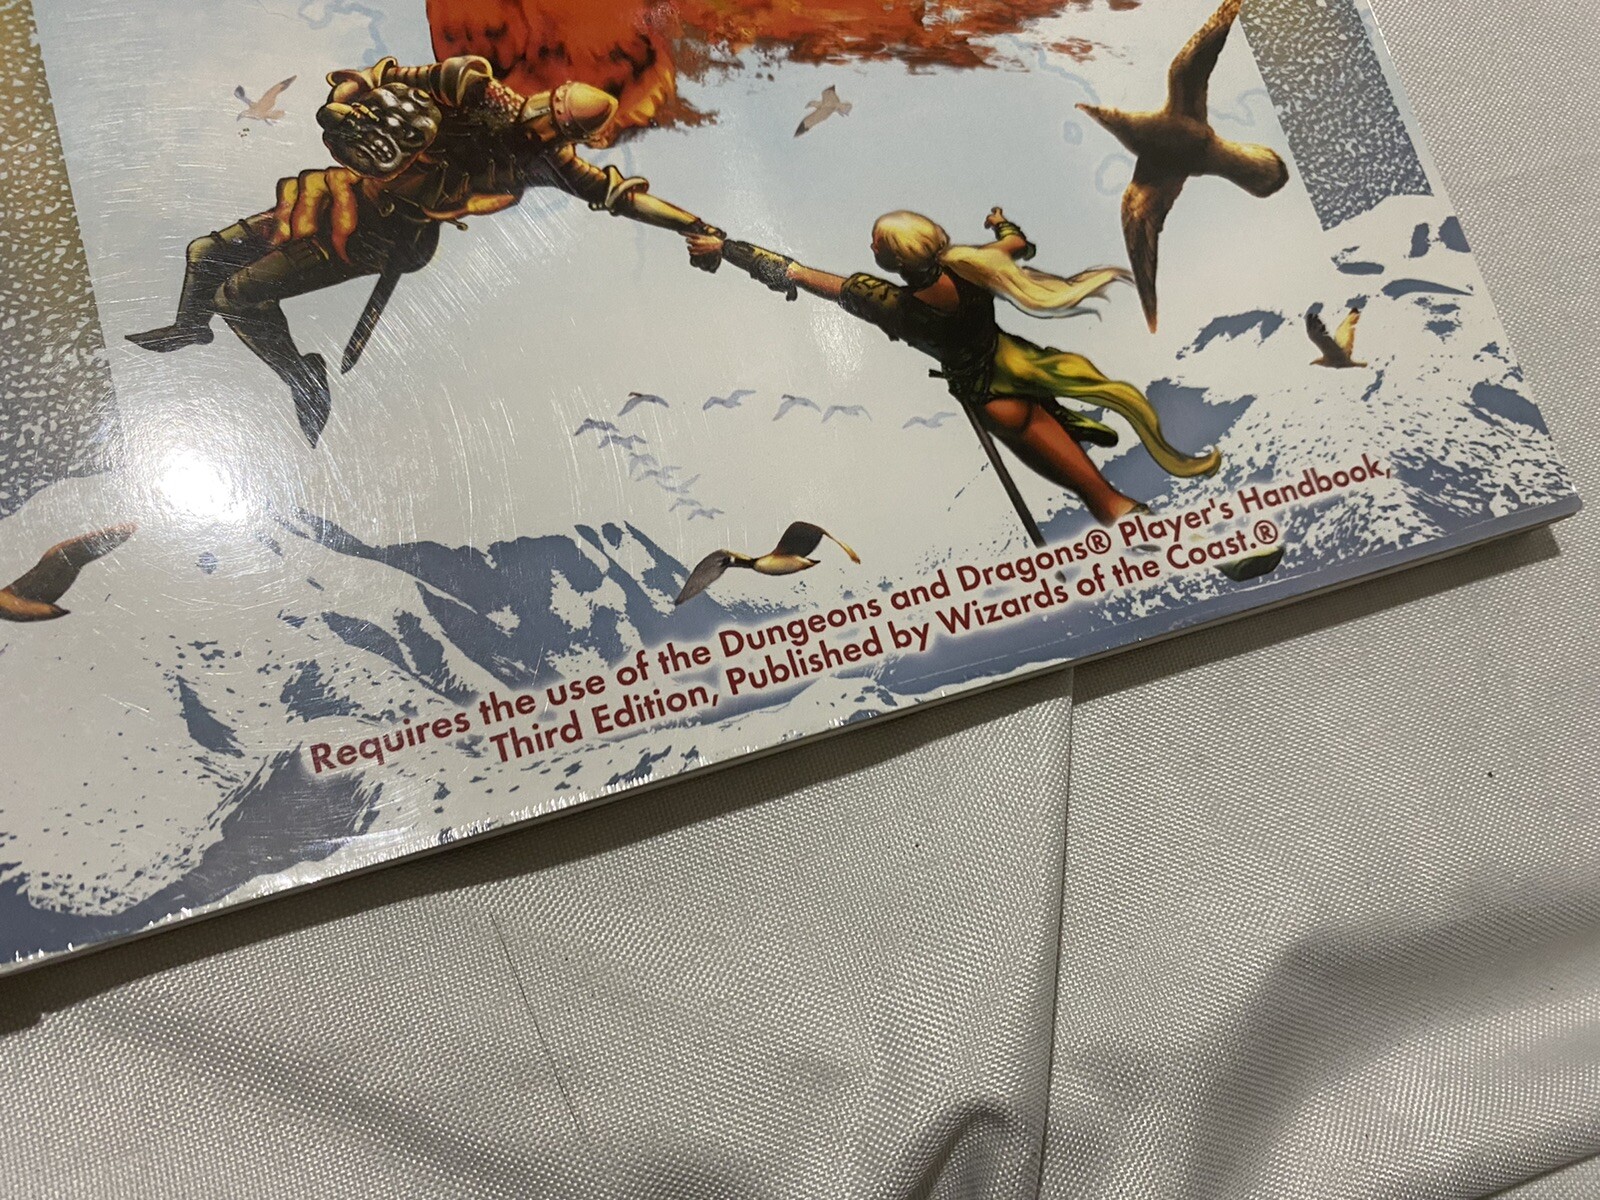 Requires the use of the Dungeons and Dragons® Player's Handbook,
Third Edition, Published by Wizards of the Coast.®